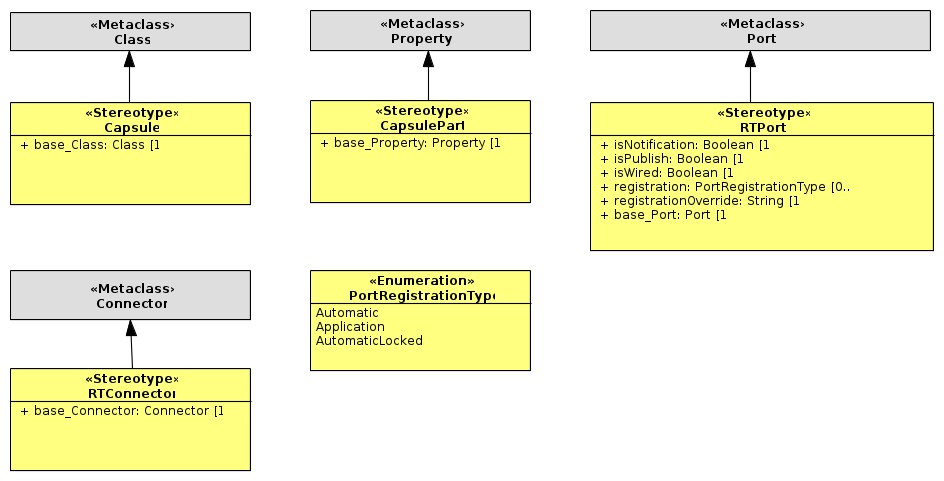 «Metaclass»
Class
«Metaclass»
Property
«Metaclass»
Port
«Stereotype»
Capsule
+ base_Class: Class [1
«Stereotype»
CapsulePart
+ base_Property: Property [1
«Stereotype»
RTPort
+ isNotification: Boolean [1
+ isPublish: Boolean [1
+ isWired: Boolean [1
+ registration: PortRegistrationType [0..
+ registrationOverride: String [1
+ base_Port: Port [1
«Metaclass»
Connector
«Enumeration»
PortRegistrationType
Automatic
Application
AutomaticLocked
«Stereotype»
RTConnector
+ base_Connector: Connector [1